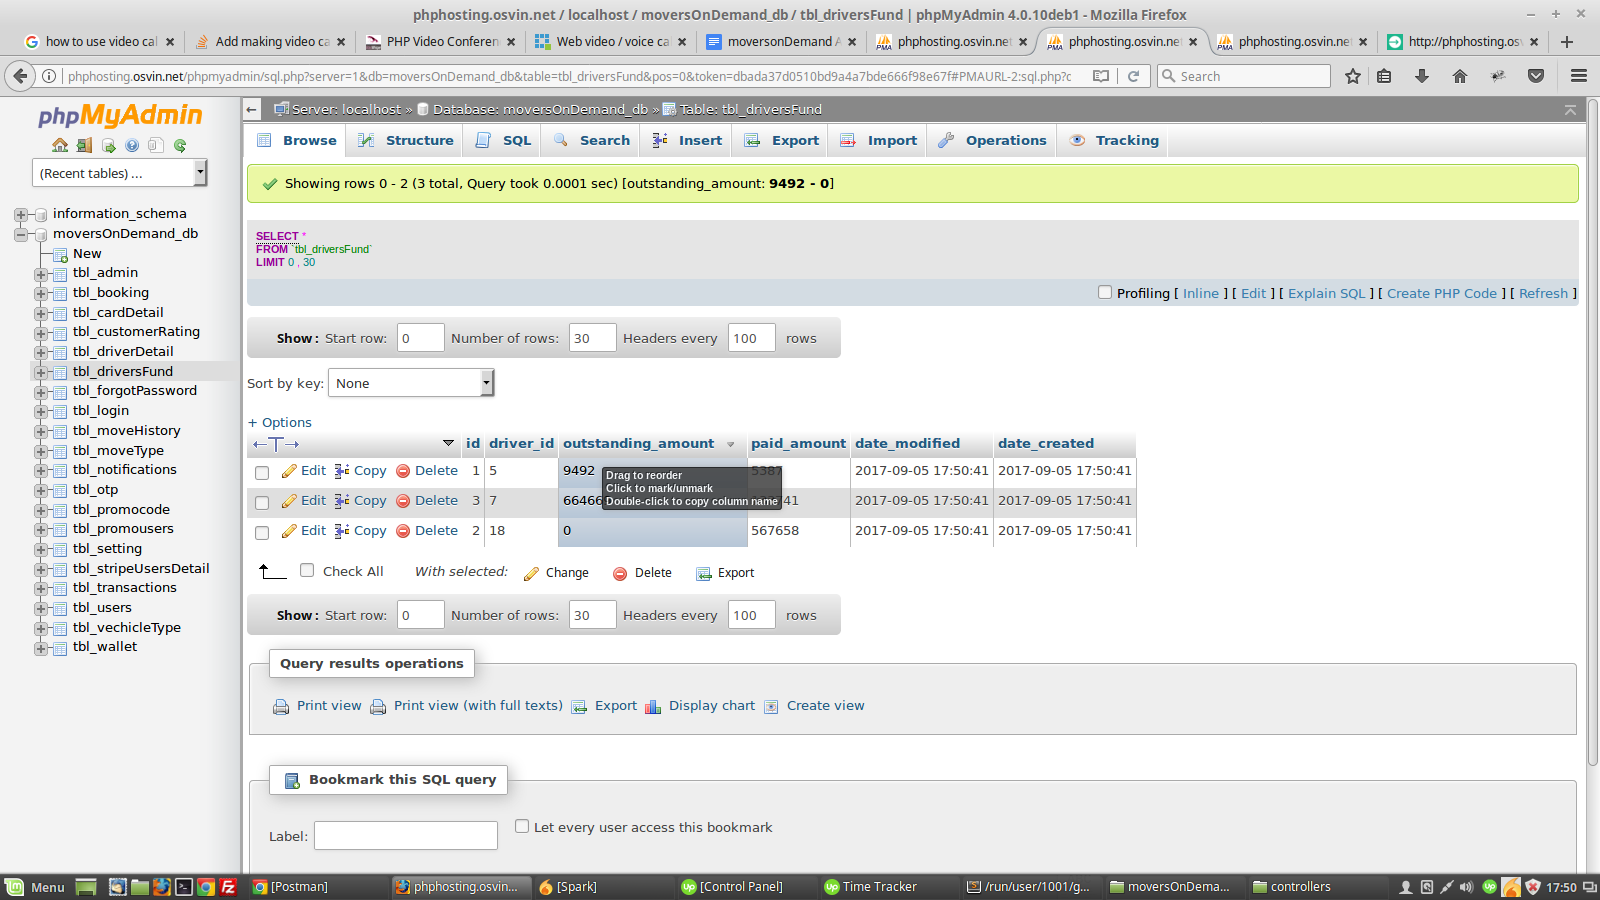 phphosting.osvin.net / localhost / moversOnDemand_db / tbl_driversFund | phpMyAdmin 4.0.10deb1 - Mozilla Firefox
how to use video cal
Add making video ca
PHP Video Conferen
Web video / voice ca
moversonDemand A
phphosting.osvin.net
phphosting.osvin.net
phphosting.osvin.net
http://phphosting.osv
phphosting.osvin.net/phpmyadmin/sql.php?server=1&db=moversOnDemand_db&table=tbl_driversFund&pos=0&token=dbada37d0510bd9a4a7bde666f98e67f#PMAURL-2:sql.php?c
Search
phpMyAdmin
(Recent tables) ...
information_schema
moversOnDemand_db
New
tbl_admin
tbl_booking
tbl_cardDetail
tbl_customerRating
tbl_driverDetail
tbl_driversFund
tbl_forgotPassword
tbl_login
tbl_moveHistory
tbl_moveType
tbl_notifications
tbl_otp
tbl_promocode
tbl_promousers
tbl_setting
tbl_stripeUsersDetail
tbl_transactions
tbl_users
tbl_vechicleType
tbl_wallet
Server: localhost » Database: moversOnDemand_db » Table: tbl_driversFund
Browse Structure SQL Search Insert Export Import Operations Tracking
Showing rows 0 - 2 (3 total, Query took 0.0001 sec) [outstanding_amount: 9492 - 0]
SELECT *
FROM `tbl_driversFund`
LIMIT 0 , 30
Profiling [ Inline ] [ Edit ] [ Explain SQL ] [ Create PHP Code ] [ Refresh ]
Show : Start row: 0 Number of rows: 30 Headers every 100 rows
Sort by key: None
+ Options
id driver_id outstanding_amount paid_amount date_modified date_created
Edit Copy Delete 1 5 9492 5387 2017-09-05 17:50:41 2017-09-05 17:50:41
Edit Copy Delete 3 7 2017-09-05 17:50:41 2017-09-05 17:50:41
Edit Copy Delete 2 18 0 567658 2017-09-05 17:50:41 2017-09-05 17:50:41
Drag to reorder
Click to mark/unmark
Double-click to copy column name
Check All With selected: Change Delete Export
Show : Start row: 0 Number of rows: 30 Headers every 100 rows
Query results operations
Print view Print view (with full texts) Export Display chart Create view
Bookmark this SQL query
Label:
Let every user access this bookmark
Menu
[Postman]
phphosting.osvin...
[Spark]
[Control Panel]
Time Tracker
/run/user/1001/g...
moversOnDema...
controllers
17:50